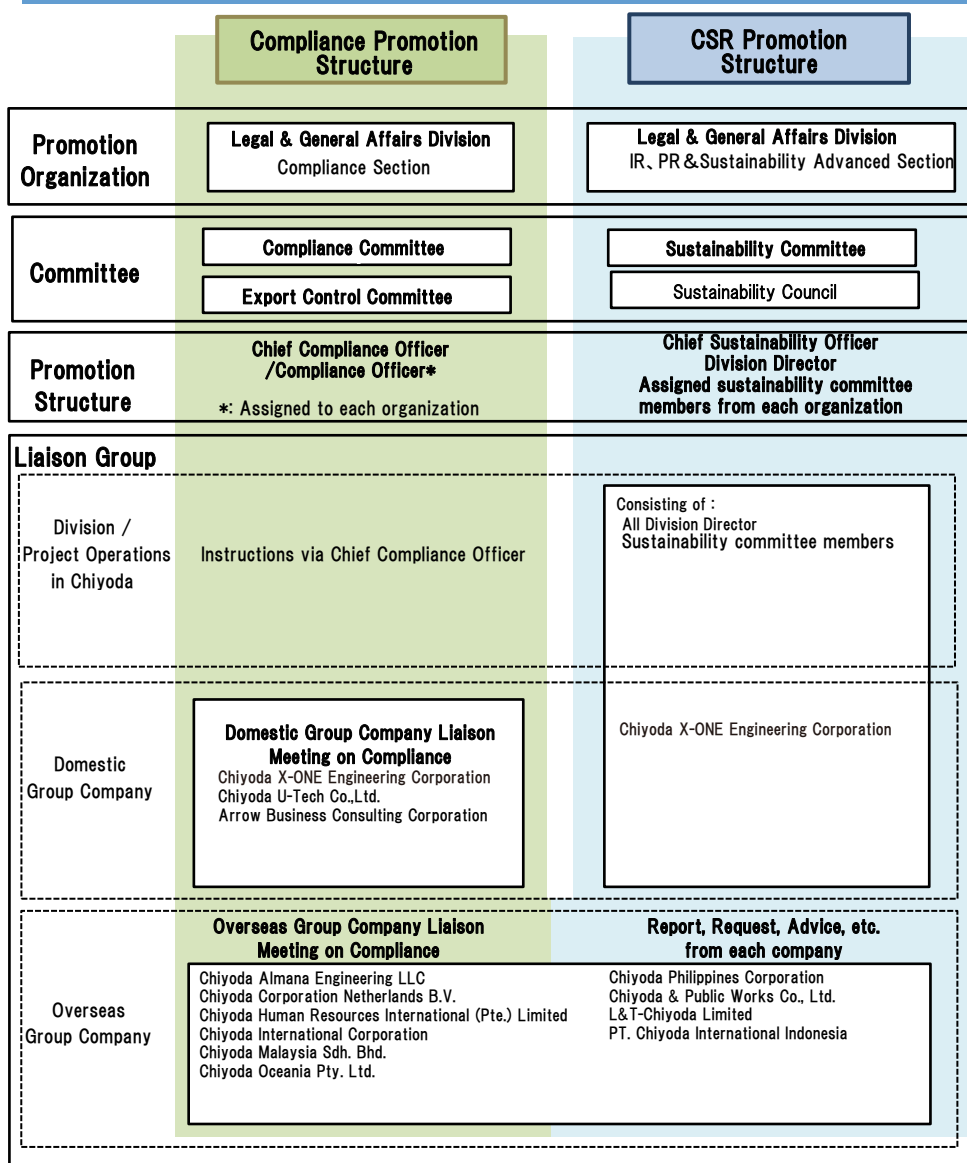 Compliance Promotion
Structure
CSR Promotion
Structure
Promotion
Organization
Legal & General Affairs Division
Compliance Section
Legal & General Affairs Division
IR、PR＆Sustainability Advanced Section
Committee
Compliance Committee
Export Control Committee
Sustainability Committee
Sustainability Council
Promotion
Structure
Chief Compliance Officer
/Compliance Officer*
*: Assigned to each organization
Chief Sustainability Officer
Division Director
Assigned sustainability committee
members from each organization
Liaison Group
Division /
Project Operations
in Chiyoda
Instructions via Chief Compliance Officer
Consisting of :
All Division Director
Sustainability committee members
Domestic
Group Company
Domestic Group Company Liaison
Meeting on Compliance
Chiyoda X-ONE Engineering Corporation
Chiyoda U-Tech Co.,Ltd.
Arrow Business Consulting Corporation
Chiyoda X-ONE Engineering Corporation
Overseas
Group Company
Overseas Group Company Liaison
Meeting on Compliance
Report, Request, Advice, etc.
from each company
Chiyoda Almana Engineering LLC
Chiyoda Corporation Netherlands B.V.
Chiyoda Human Resources International (Pte.) Limited
Chiyoda International Corporation
Chiyoda Malaysia Sdh. Bhd.
Chiyoda Oceania Pty. Ltd.
Chiyoda Philippines Corporation
Chiyoda & Public Works Co., Ltd.
L&T-Chiyoda Limited
PT. Chiyoda International Indonesia